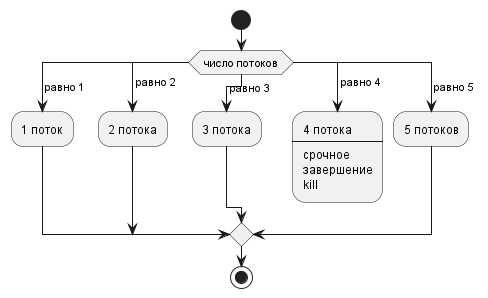 число потоков
равно 1
равно 2
равно 3
равно 4
равно 5
1 поток
2 потока
3 потока
4 потока
срочное
завершение
kill
5 потоков